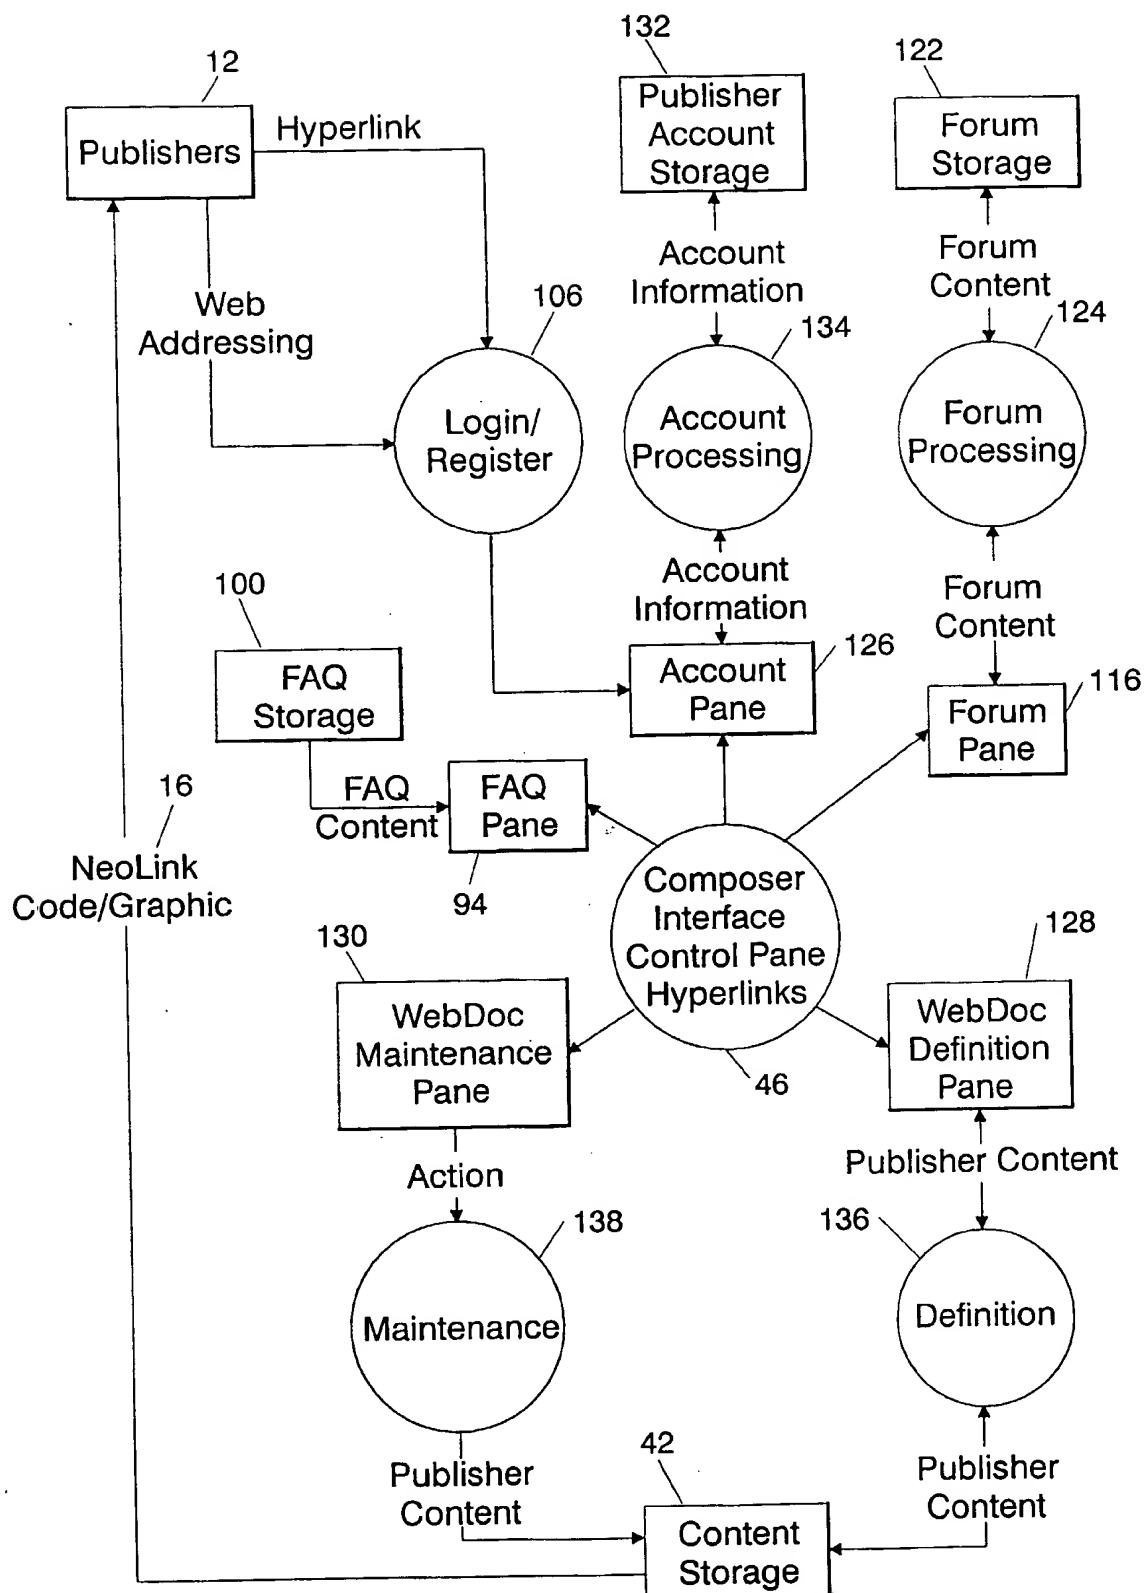 132
122
12
Publishers
Hyperlink
Publisher
Account
Storage
Forum
Storage
Web
Addressing
106
Account
Information
134
Forum
Content
124
Login/
Register
Account
Processing
Forum
Processing
100
Account
Information
Forum
Content
FAQ
Storage
126
Account
Pane
116
Forum
Pane
16
FAQ
Content
FAQ
Pane
94
NeoLink
Code/Graphic
Composer
Interface
Control Pane
Hyperlinks
46
130
WebDoc
Maintenance
Pane
128
WebDoc
Definition
Pane
Action
Publisher Content
138
136
Maintenance
Definition
Publisher
Content
42
Publisher
Content
Content
Storage